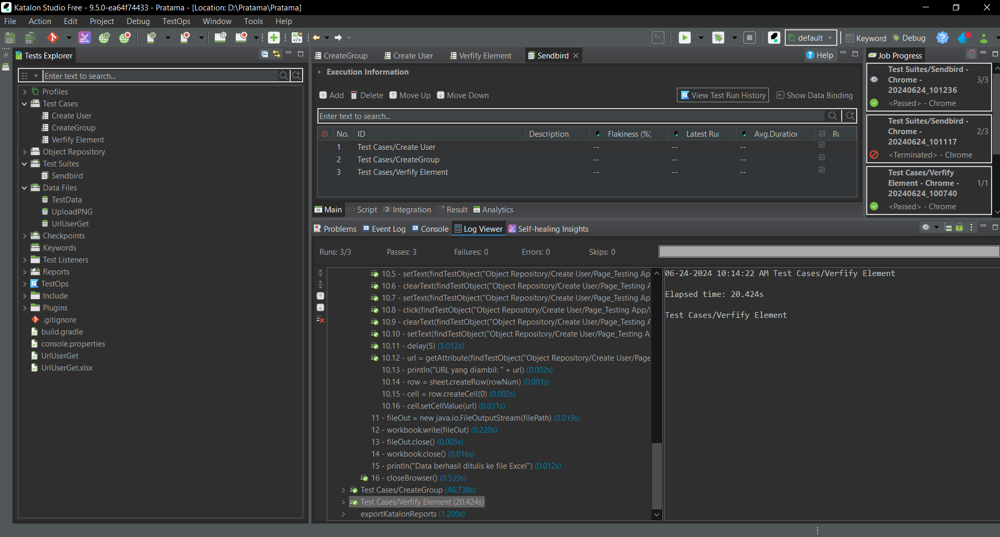 Katalon Studio Free - 9.5.0-ea64f74433 - Pratama - [Location: D:\Pratama\Pratama]
File Action Edit Project Debug TestOps Window Tools Help
default Keyword Debug
Tests Explorer
Enter text to search...
Profiles
Test Cases
Create User
CreateGroup
Verfify Element
Object Repository
Test Suites
Sendbird
Data Files
TestData
UploadPNG
UrlUserGet
Checkpoints
Keywords
Test Listeners
Reports
TestOps
Include
Plugins
.gitignore
build.gradle
console.properties
UrlUserGet
UrlUserGet.xlsx
CreateGroup Create User Verfify Element Sendbird Help
Execution Information
Add Delete Move Up Move Down View Test Run History Show Data Binding
Enter text to search...
No. ID Description Flakiness (%) Latest Rui Avg.Duration Ru
1 Test Cases/Create User -- -- --
2 Test Cases/CreateGroup -- -- --
3 Test Cases/Verfify Element -- -- --
Main Script Integration Result Analytics
Job Progress
Test Suites/Sendbird -
Chrome - 3/3
20240624_101236
<Passed> - Chrome
Test Suites/Sendbird -
Chrome - 2/3
20240624_101117
<Terminated> - Chrome
Test Cases/Verfify
Element - Chrome - 1/1
20240624_100740
<Passed> - Chrome
Problems Event Log Console Log Viewer Self-healing Insights
Runs: 3/3 Passes: 3 Failures: 0 Errors: 0 Skips: 0
10.5 - setText(findTestObject("Object Repository/Create User/Page_Testing Ap
10.6 - clearText(findTestObject("Object Repository/Create User/Page_Testing A
10.7 - setText(findTestObject("Object Repository/Create User/Page_Testing Ap
10.8 - click(findTestObject("Object Repository/Create User/Page_Testing App/
10.9 - clearText(findTestObject("Object Repository/Create User/Page_Testing A
10.10 - setText(findTestObject("Object Repository/Create User/Page_Testing A
10.11 - delay(5) (5.012s)
10.12 - url = getAttribute(findTestObject("Object Repository/Create User/Page
10.13 - println("URL yang diambil: " + url) (0.002s)
10.14 - row = sheet.createRow(rowNum) (0.001s)
10.15 - cell = row.createCell(0) (0.002s)
10.16 - cell.setCellValue(url) (0.031s)
11 - fileOut = new java.io.FileOutputStream(filePath) (0.019s)
12 - workbook.write(fileOut) (0.220s)
13 - fileOut.close() (0.005s)
14 - workbook.close() (0.016s)
15 - println("Data berhasil ditulis ke file Excel") (0.012s)
16 - closeBrowser() (0.539s)
Test Cases/CreateGroup (48.738s)
Test Cases/Verfify Element (20.424s)
exportKatalonReports (1.200s)
06-24-2024 10:14:22 AM Test Cases/Verfify Element
Elapsed time: 20.424s
Test Cases/Verfify Element